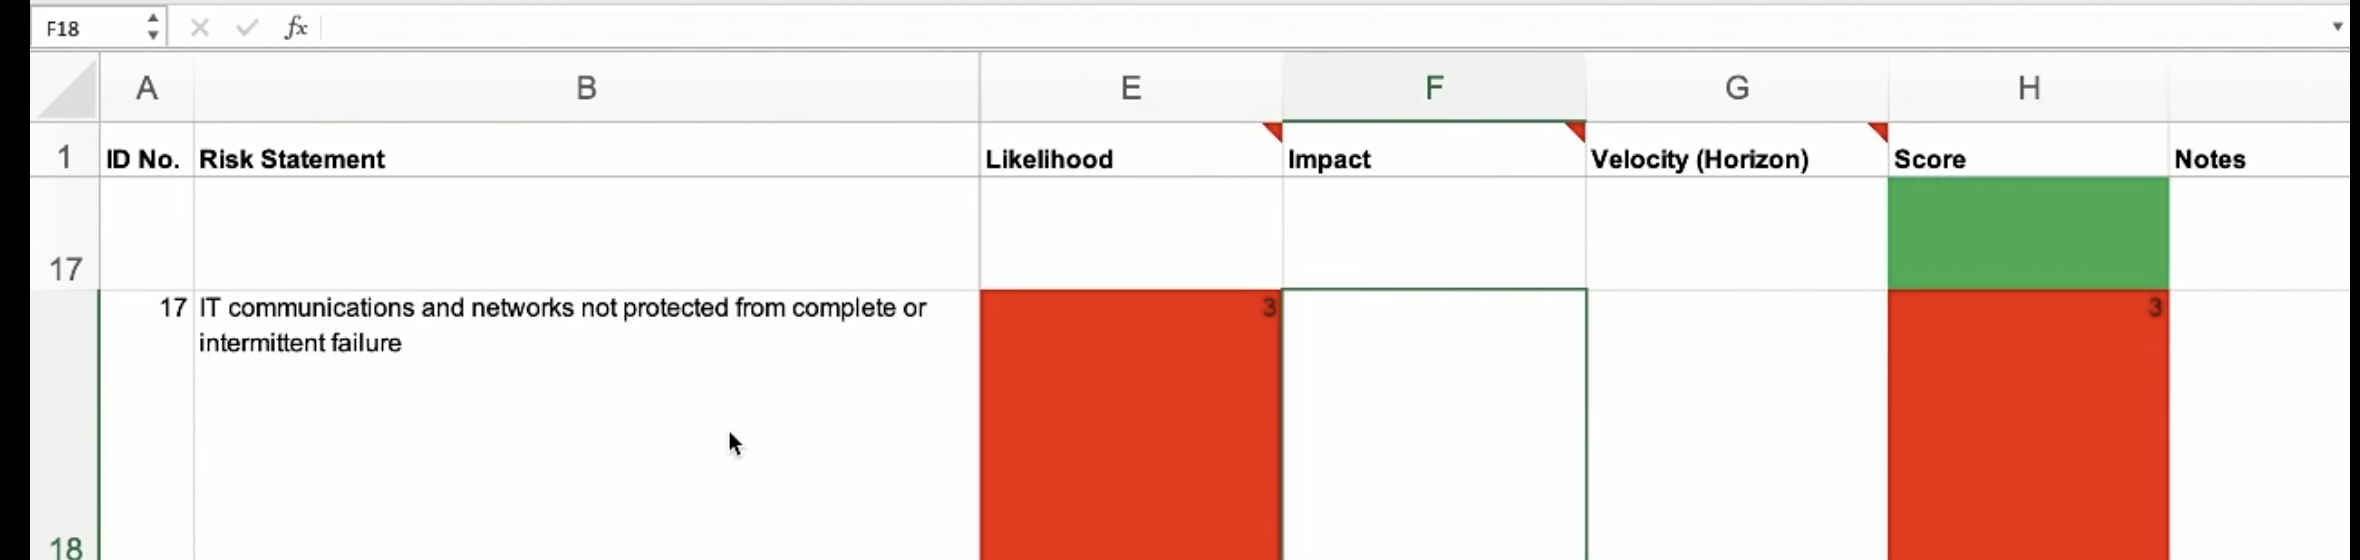 F18 fx
A B E F G H
1 ID No. Risk Statement Likelihood Impact Velocity (Horizon) Score Notes
17
17 IT communications and networks not protected from complete or 3 3
intermittent failure
18